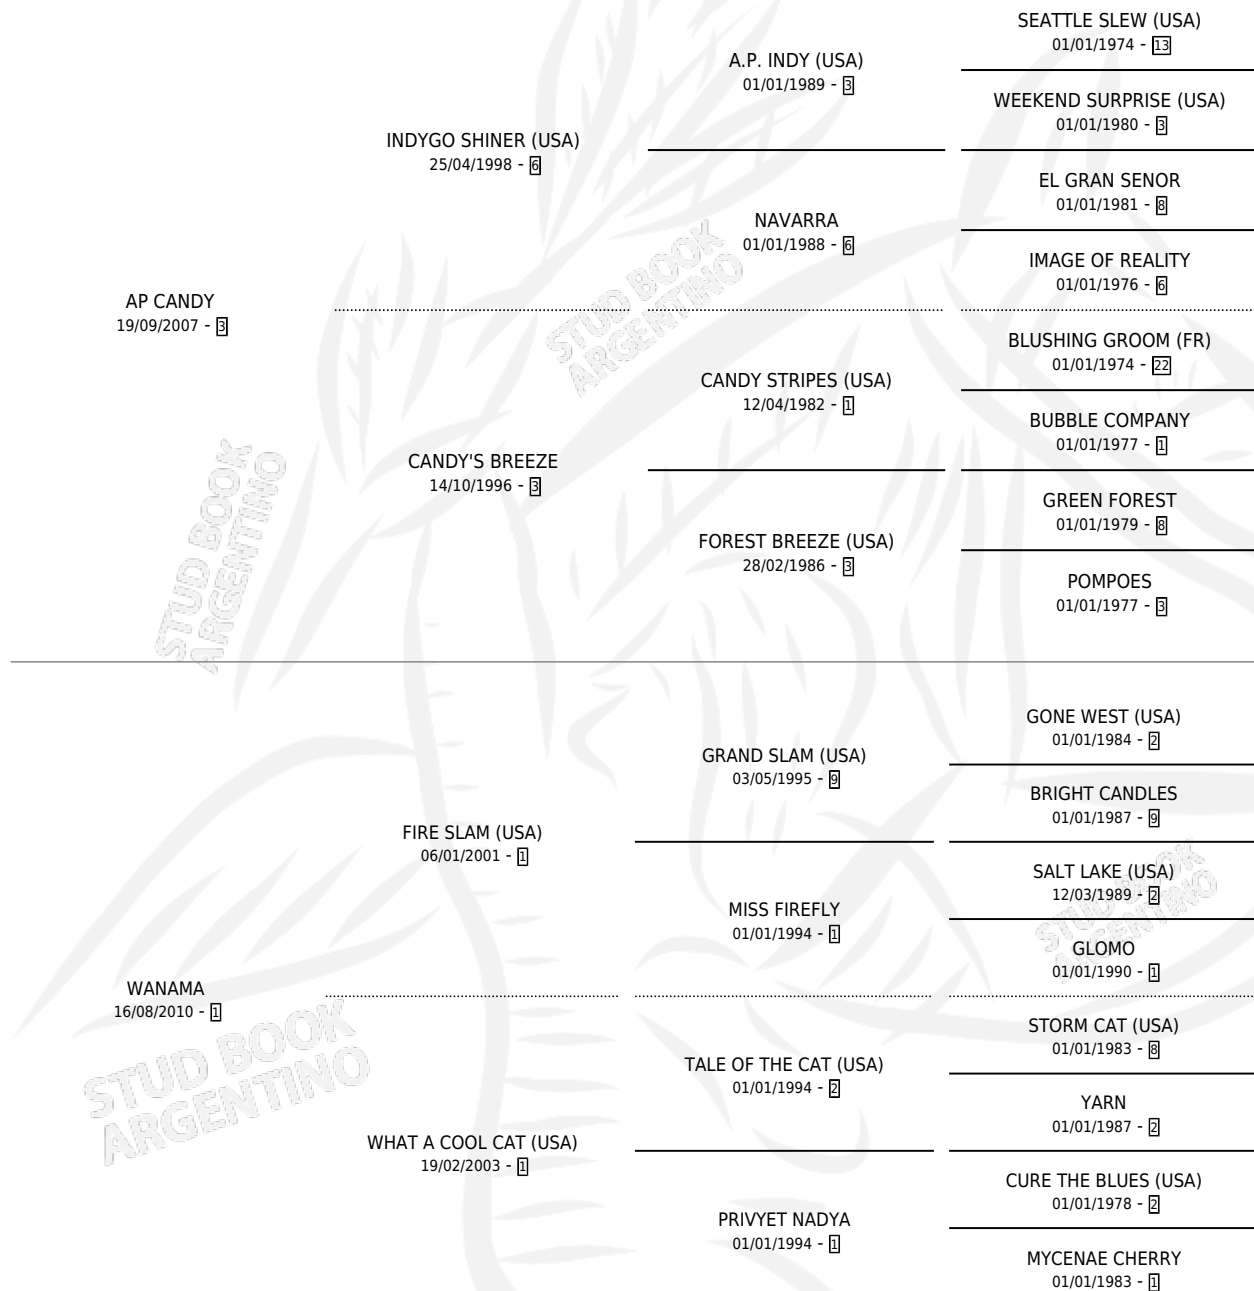 SEATTLE SLEW (USA)
01/01/1974 - 13
A.P. INDY (USA)
01/01/1989 - 3
WEEKEND SURPRISE (USA)
01/01/1980 - 3
INDYGO SHINER (USA)
25/04/1998 - 6
EL GRAN SENOR
01/01/1981 - 8
NAVARRA
01/01/1988 - 6
IMAGE OF REALITY
01/01/1976 - 6
AP CANDY
19/09/2007 - 3
BLUSHING GROOM (FR)
01/01/1974 - 22
CANDY STRIPES (USA)
12/04/1982 - 1
BUBBLE COMPANY
01/01/1977 - 1
CANDY'S BREEZE
14/10/1996 - 3
GREEN FOREST
01/01/1979 - 8
FOREST BREEZE (USA)
28/02/1986 - 3
POMPOES
01/01/1977 - 3
GONE WEST (USA)
01/01/1984 - 2
GRAND SLAM (USA)
03/05/1995 - 9
BRIGHT CANDLES
01/01/1987 - 9
FIRE SLAM (USA)
06/01/2001 - 1
SALT LAKE (USA)
12/03/1989 - 2
MISS FIREFLY
01/01/1994 - 1
GLOMO
01/01/1990 - 1
WANAMA
16/08/2010 - 1
STORM CAT (USA)
01/01/1983 - 8
TALE OF THE CAT (USA)
01/01/1994 - 2
YARN
01/01/1987 - 2
WHAT A COOL CAT (USA)
19/02/2003 - 1
CURE THE BLUES (USA)
01/01/1978 - 2
PRIVYET NADYA
01/01/1994 - 1
MYCENAE CHERRY
01/01/1983 - 1
STUD BOOK
ARGENTINO
STUD BOOK
ARGENTINO
STUD BOOK
ARGENTINO
STUD BOOK
ARGENTINO